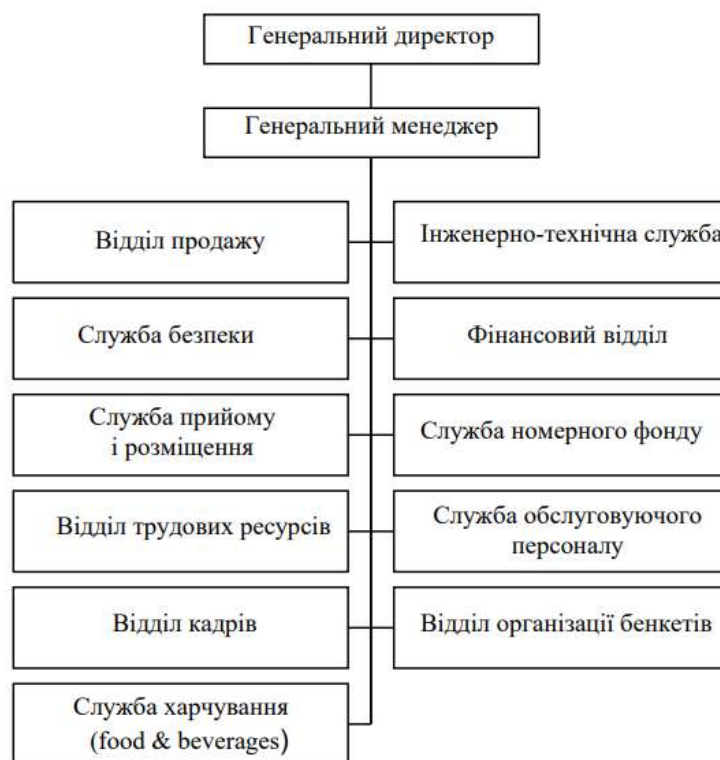 Генеральний директор
Генеральний менеджер
Відділ продажу
Інженерно-технічна служба
Служба безпеки
Фінансовий відділ
Служба прийому
і розміщення
Служба номерного фонду
Відділ трудових ресурсів
Служба обслуговуючого
персоналу
Відділ кадрів
Відділ організації бенкетів
Служба харчування
(food & beverages)